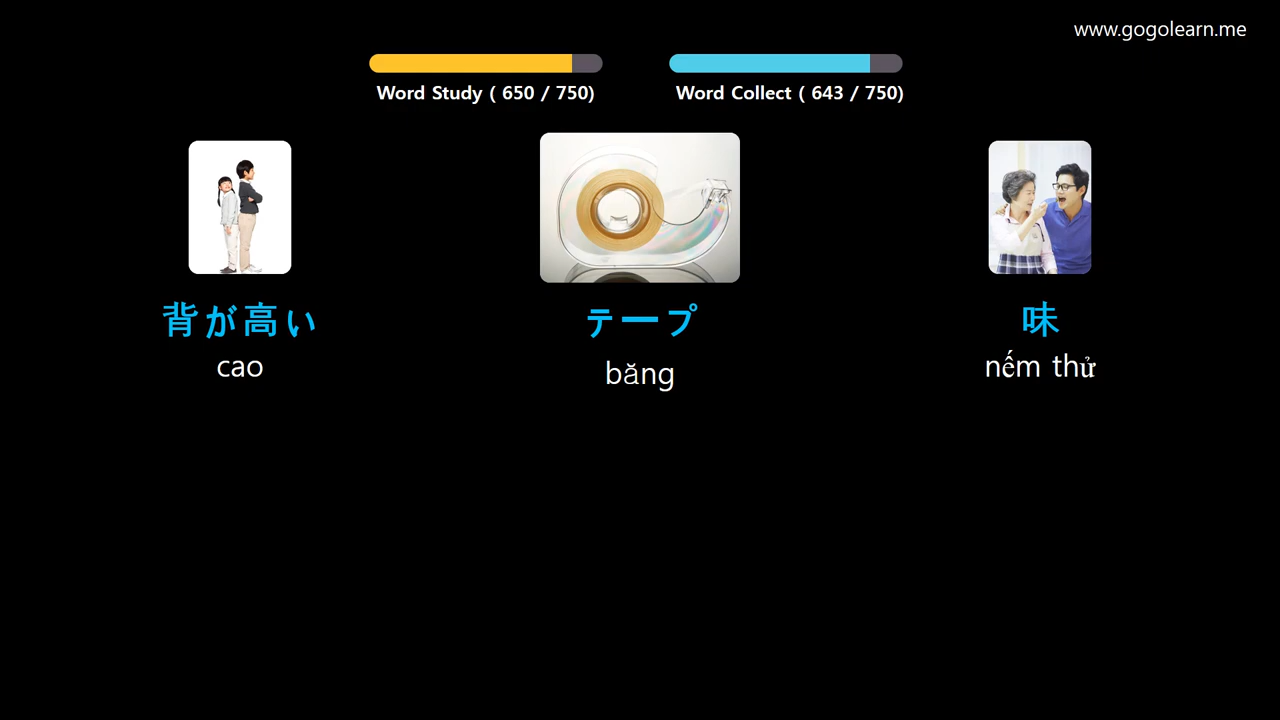 www.gogolearn.me
Word Study ( 650 / 750)
Word Collect ( 643 / 750)
背が高い
cao
テープ
băng
味
nếm thử